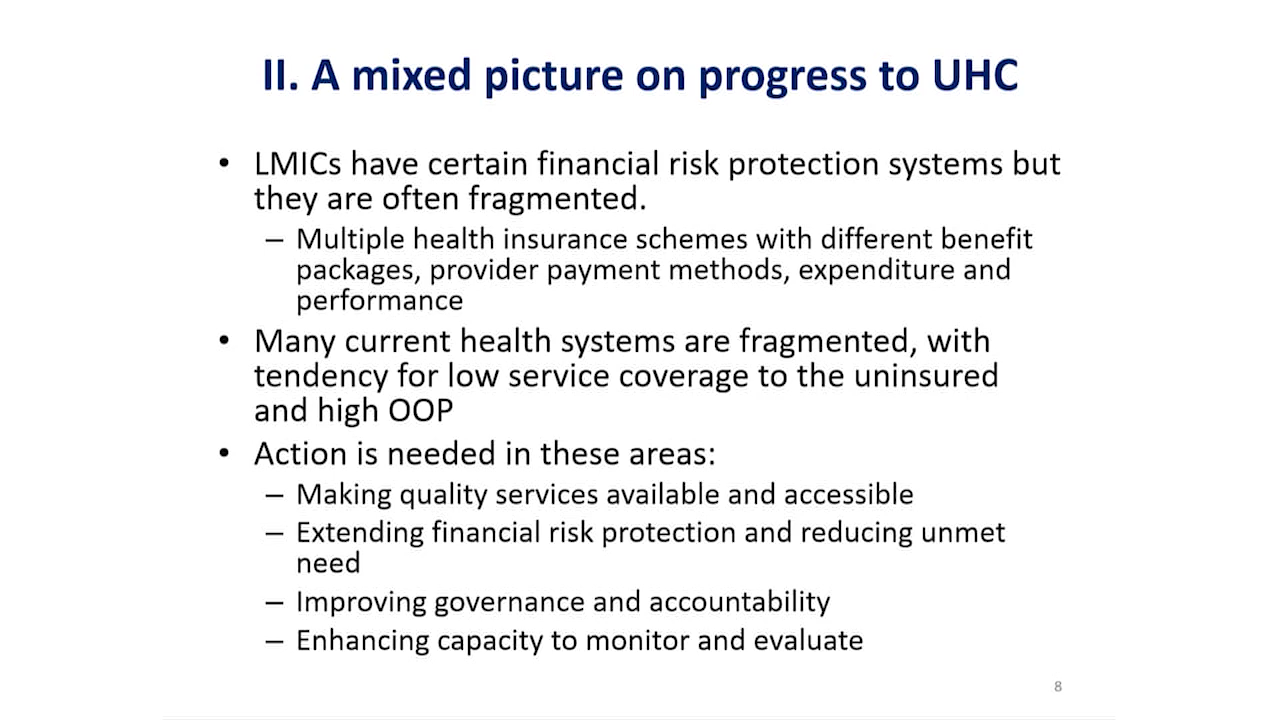 II. A mixed picture on progress to UHC
• LMICs have certain financial risk protection systems but
they are often fragmented.
– Multiple health insurance schemes with different benefit
packages, provider payment methods, expenditure and
performance
• Many current health systems are fragmented, with
tendency for low service coverage to the uninsured
and high OOP
• Action is needed in these areas:
– Making quality services available and accessible
– Extending financial risk protection and reducing unmet
need
– Improving governance and accountability
– Enhancing capacity to monitor and evaluate
8